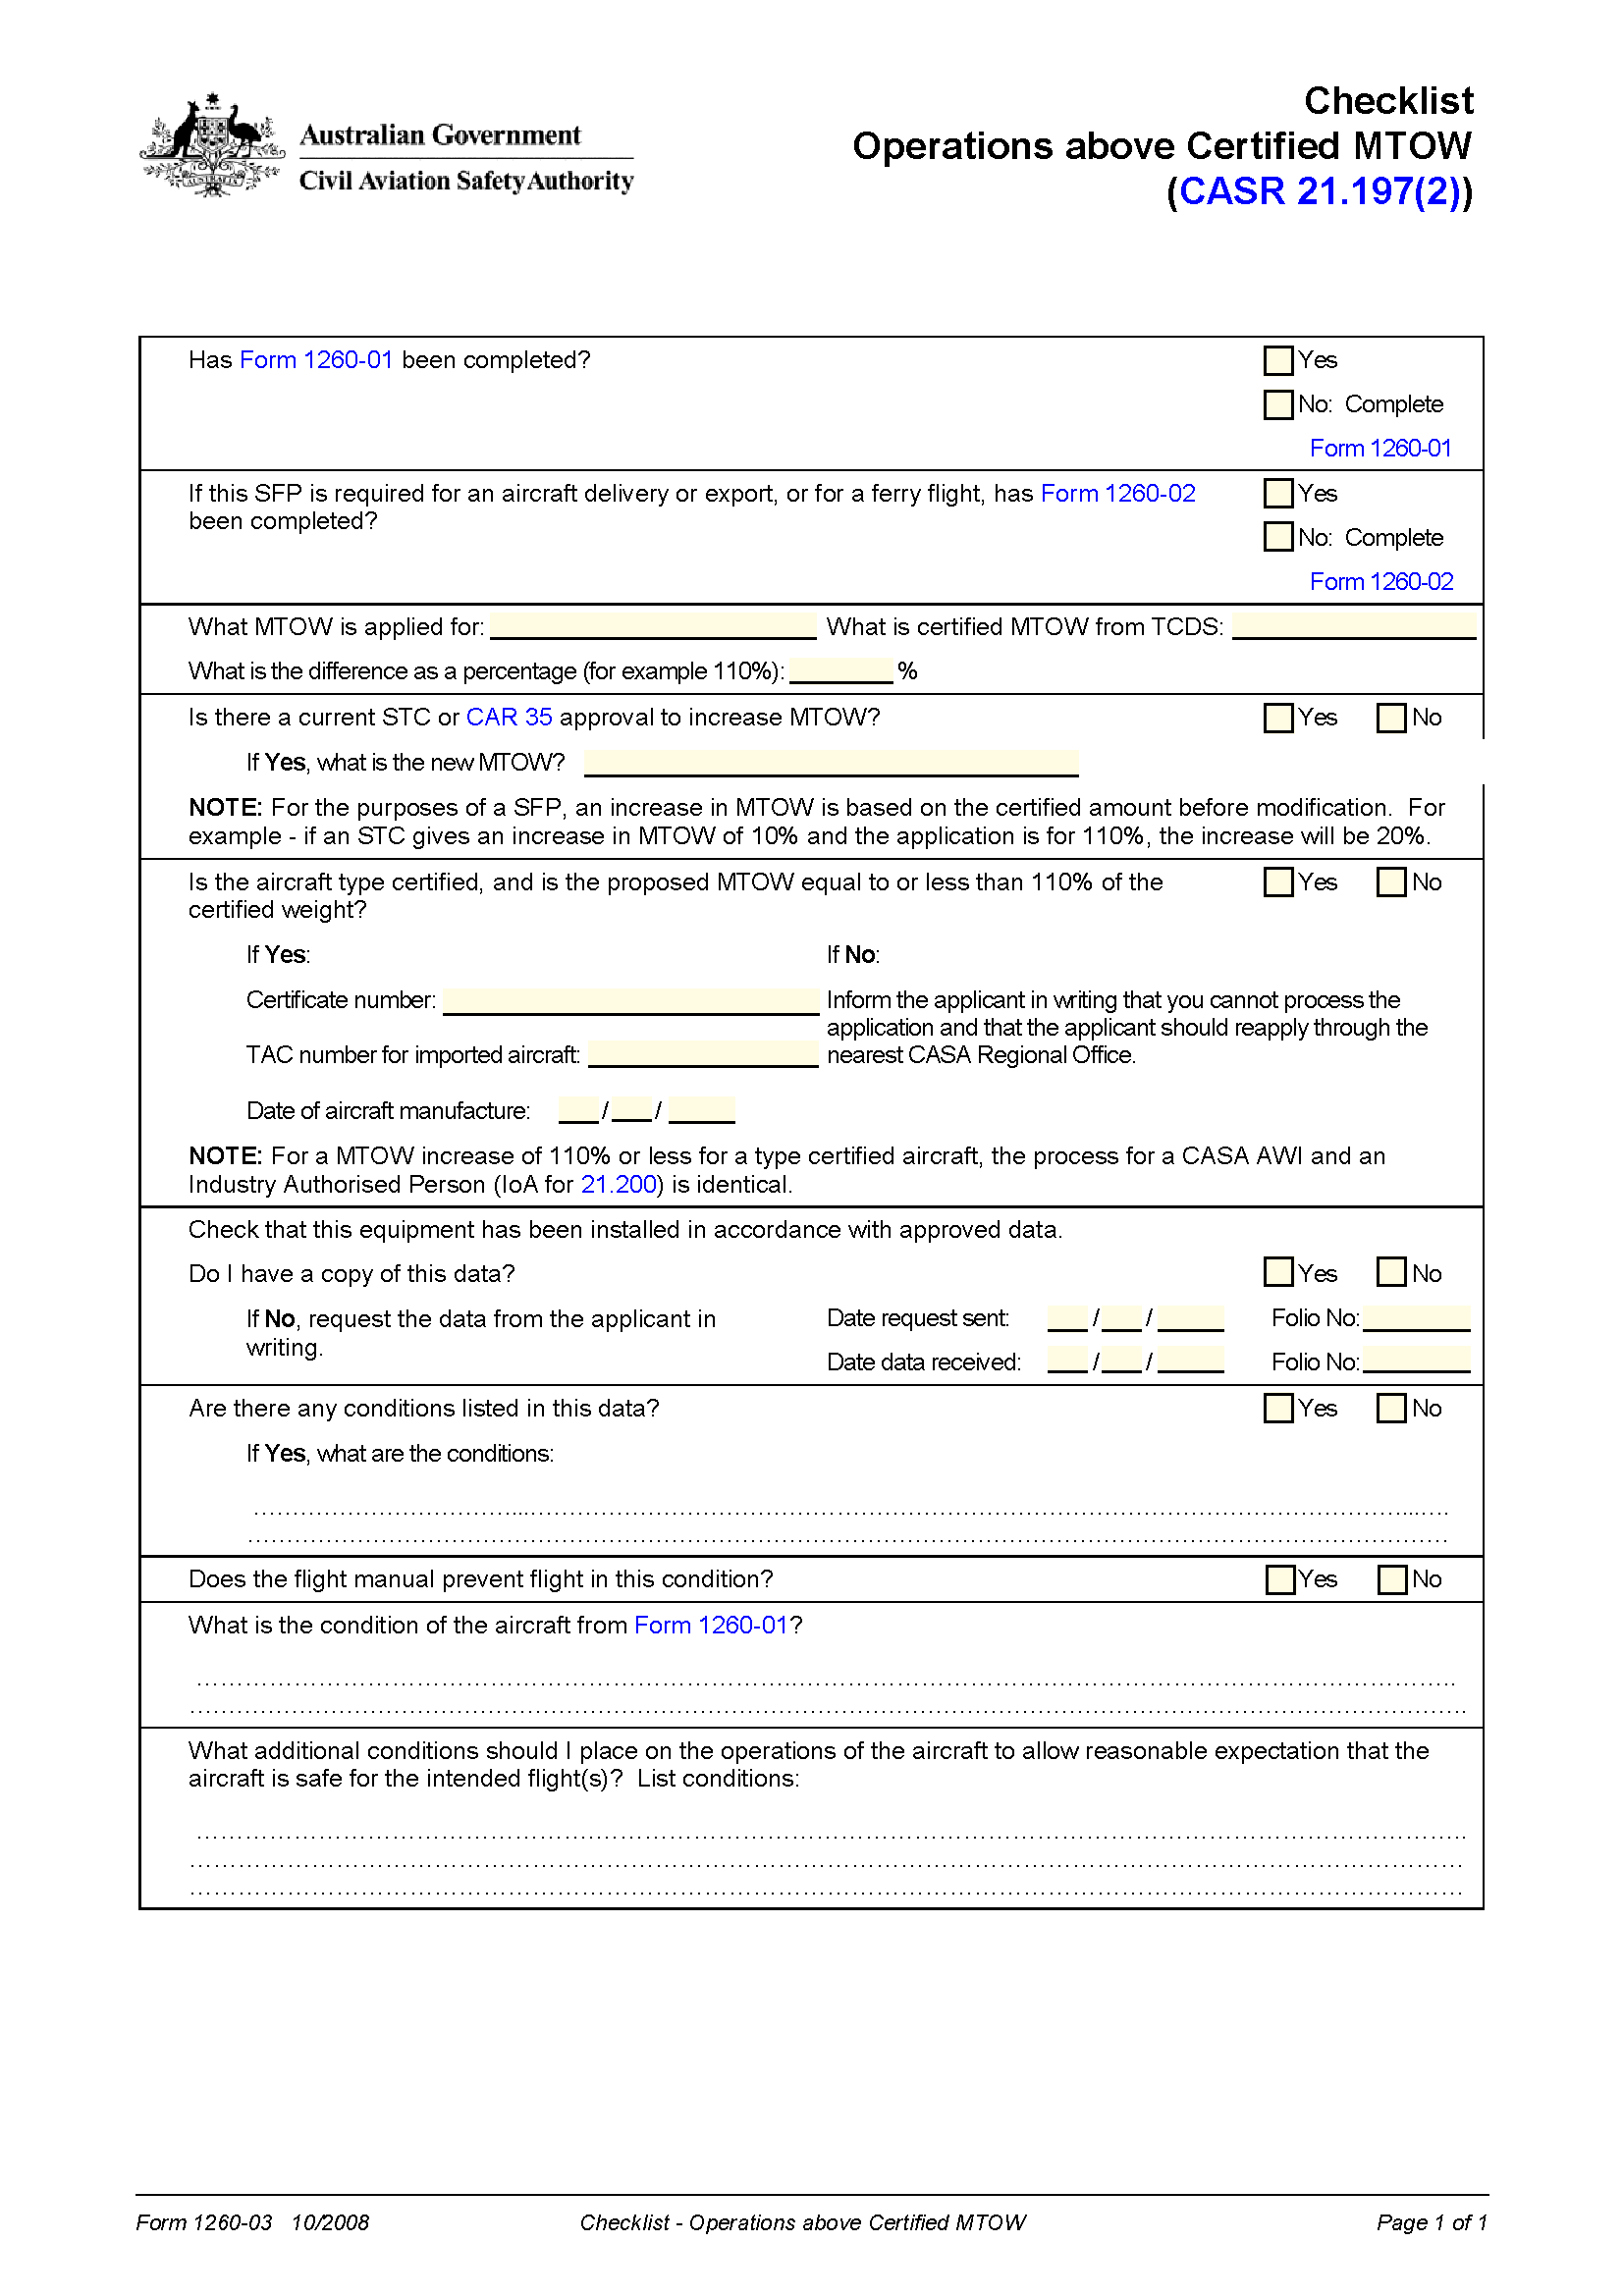 Australian Government
Civil Aviation Safety Authority
Checklist
Operations above Certified MTOW
(CASR 21.197(2))
Has Form 1260-01 been completed?
Yes
No: Complete
Form 1260-01
If this SFP is required for an aircraft delivery or export, or for a ferry flight, has Form 1260-02
been completed?
Yes
No: Complete
Form 1260-02
What MTOW is applied for: What is certified MTOW from TCDS:
What is the difference as a percentage (for example 110%): %
Is there a current STC or CAR 35 approval to increase MTOW? Yes No
If Yes, what is the new MTOW?
NOTE: For the purposes of a SFP, an increase in MTOW is based on the certified amount before modification. For
example - if an STC gives an increase in MTOW of 10% and the application is for 110%, the increase will be 20%.
Is the aircraft type certified, and is the proposed MTOW equal to or less than 110% of the
certified weight?
Yes No
If Yes:
Certificate number:
TAC number for imported aircraft:
Date of aircraft manufacture: / /
If No:
Inform the applicant in writing that you cannot process the
application and that the applicant should reapply through the
nearest CASA Regional Office.
NOTE: For a MTOW increase of 110% or less for a type certified aircraft, the process for a CASA AWI and an
Industry Authorised Person (IoA for 21.200) is identical.
Check that this equipment has been installed in accordance with approved data.
Do I have a copy of this data? Yes No
If No, request the data from the applicant in
writing.
Date request sent: / / Folio No:
Date data received: / / Folio No:
Are there any conditions listed in this data? Yes No
If Yes, what are the conditions:
Does the flight manual prevent flight in this condition? Yes No
What is the condition of the aircraft from Form 1260-01?
What additional conditions should I place on the operations of the aircraft to allow reasonable expectation that the
aircraft is safe for the intended flight(s)? List conditions:
Form 1260-03 10/2008 Checklist - Operations above Certified MTOW Page 1 of 1